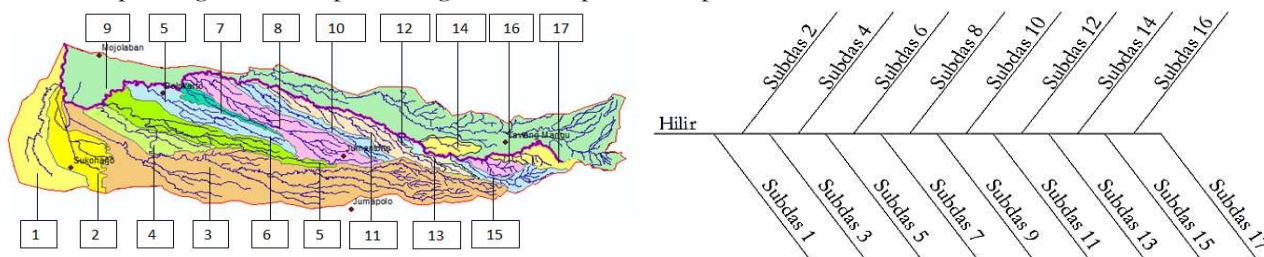 9 5 7 8 10 12 14 16 17
Mojolaban
Tawang Mangu
Jumantono
Sukoharjo
Jumapolo
1 2 4 3 6 5 11 13 15
Subdas 2
Subdas 4
Subdas 6
Subdas 8
Subdas 10
Subdas 12
Subdas 14
Subdas 16
Hilir
Subdas 1
Subdas 3
Subdas 5
Subdas 7
Subdas 9
Subdas 11
Subdas 13
Subdas 15
Subdas 17